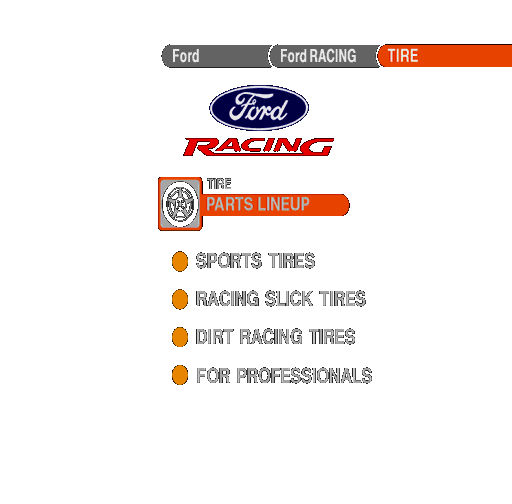 Ford
Ford RACING
TIRE
Ford
RACING
TIRE
PARTS LINEUP
SPORTS TIRES
RACING SLICK TIRES
DIRT RACING TIRES
FOR PROFESSIONALS